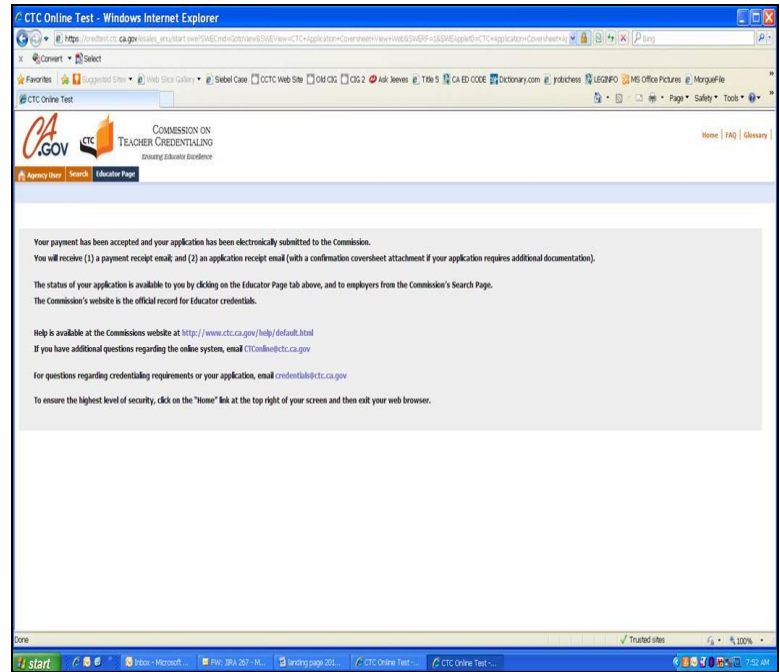 CTC Online Test - Windows Internet Explorer
Convert Select
Favorites Suggested Sites Web Slice Gallery Siebel Case CCTC Web Site Old CIG CIG 2 Ask Jeeves Title 5 CA ED CODE Dictionary.com jrobichess LEGINFO MS Office Pictures MorgueFile
CTC Online Test Page Safety Tools
CA.GOV CTC
COMMISSION ON
TEACHER CREDENTIALING
Ensuring Educator Excellence
Home | FAQ | Glossary |
Agency User Search Educator Page
Your payment has been accepted and your application has been electronically submitted to the Commission.
You will receive (1) a payment receipt email; and (2) an application receipt email (with a confirmation coversheet attachment if your application requires additional documentation).
The status of your application is available to you by clicking on the Educator Page tab above, and to employers from the Commission's Search Page.
The Commission's website is the official record for Educator credentials.
Help is available at the Commissions website at http://www.ctc.ca.gov/help/default.html
If you have additional questions regarding the online system, email CTConline@ctc.ca.gov
For questions regarding credentialing requirements or your application, email credentials@ctc.ca.gov
To ensure the highest level of security, click on the "Home" link at the top right of your screen and then exit your web browser.
Done Trusted sites 100%
start Inbox - Microsoft ... FW: JIRA 267 - M... landing page 201... CTC Online Test -... CTC Online Test -... 7:52 AM